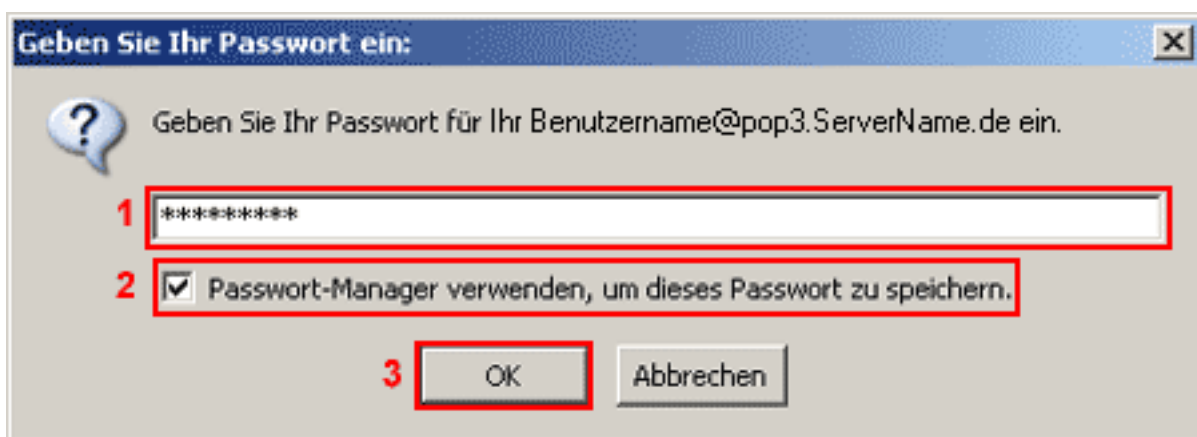 Geben Sie Ihr Passwort ein:
Geben Sie Ihr Passwort für Ihr Benutzername@pop3.ServerName.de ein.
1 *********
2 Passwort-Manager verwenden, um dieses Passwort zu speichern.
3 OK Abbrechen